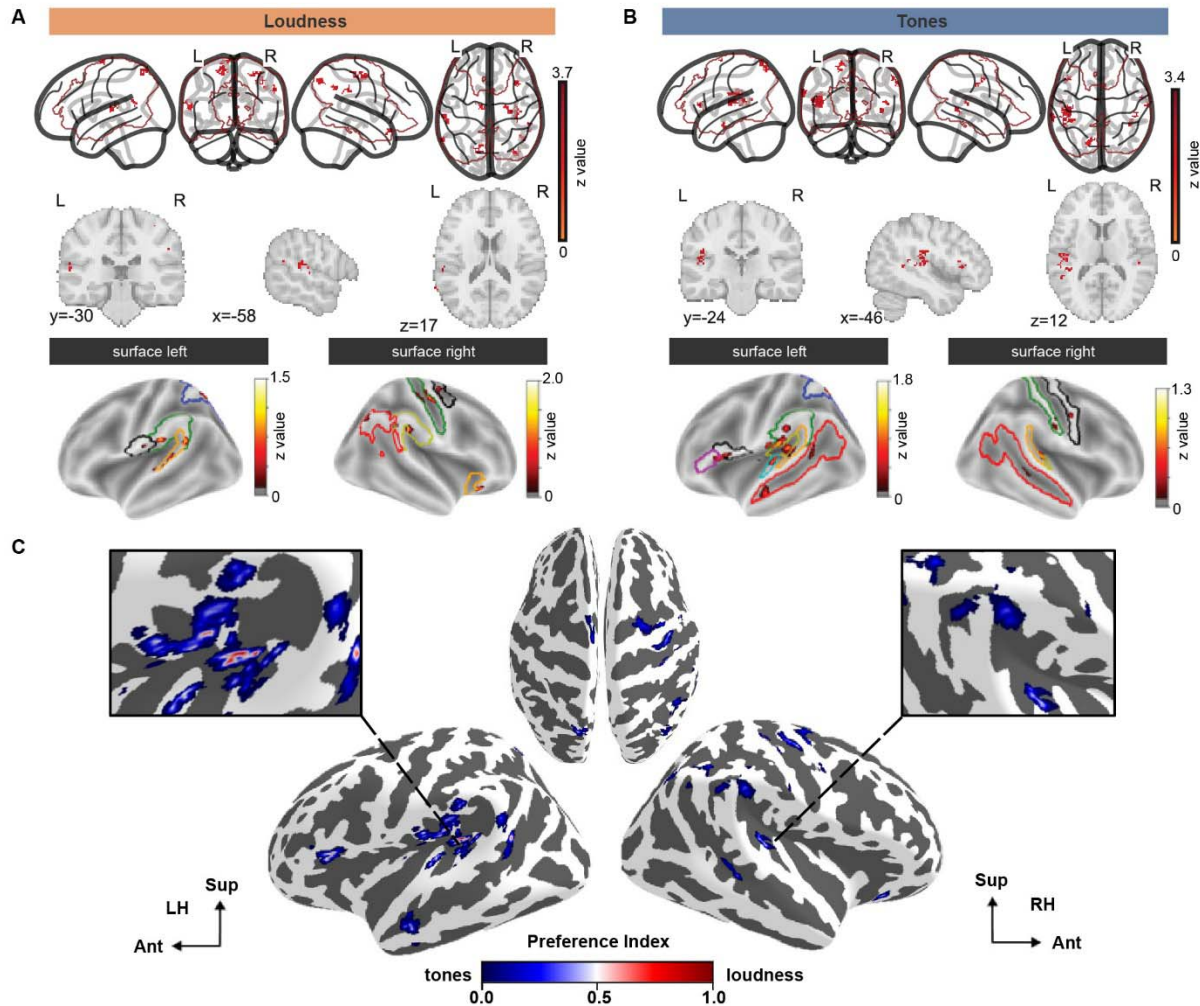 A
Loudness
L
R
L
R
3.7
z value
0
L
R
L
R
y=-30
x=-58
z=17
surface left
surface right
1.5
z value
0
2.0
z value
0
B
Tones
L
R
L
R
3.4
z value
0
L
R
L
R
y=-24
x=-46
z=12
surface left
surface right
1.8
z value
0
1.3
z value
0
C
Sup
LH
Ant
Sup
RH
Ant
Preference Index
tones
loudness
0.0
0.5
1.0